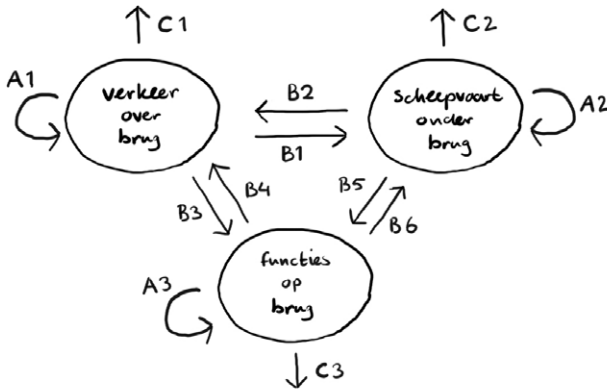 C1
C2
A1
verkeer
over
brug
B2
B1
scheepvaart
onder
brug
A2
B3
B4
B5
B6
A3
functies
op
brug
C3